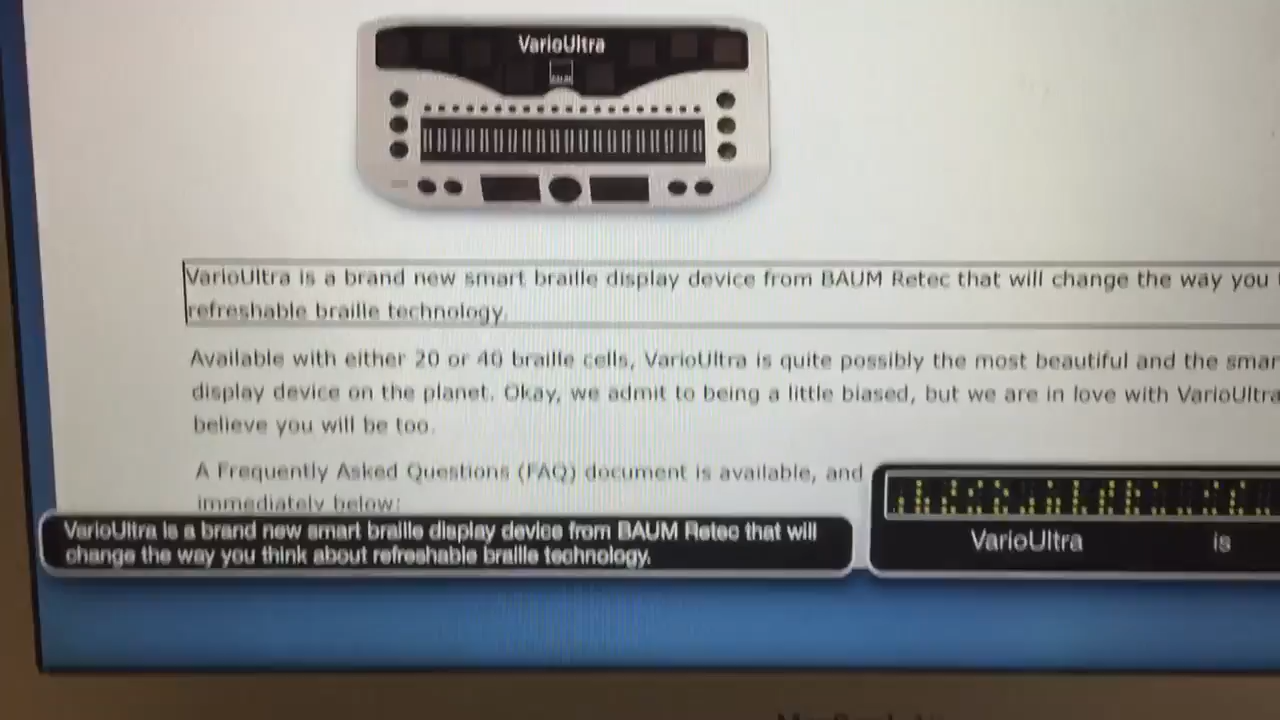 VarioUltra
VarioUltra is a brand new smart braille display device from BAUM Retec that will change the way you
refreshable braille technology.
Available with either 20 or 40 braille cells, VarioUltra is quite possibly the most beautiful and the smar
display device on the planet. Okay, we admit to being a little biased, but we are in love with VarioUltra
believe you will be too.
A Frequently Asked Questions (FAQ) document is available, and
immediately below:
VarioUltra is a brand new smart braille display device from BAUM Retec that will
change the way you think about refreshable braille technology.
VarioUltra is